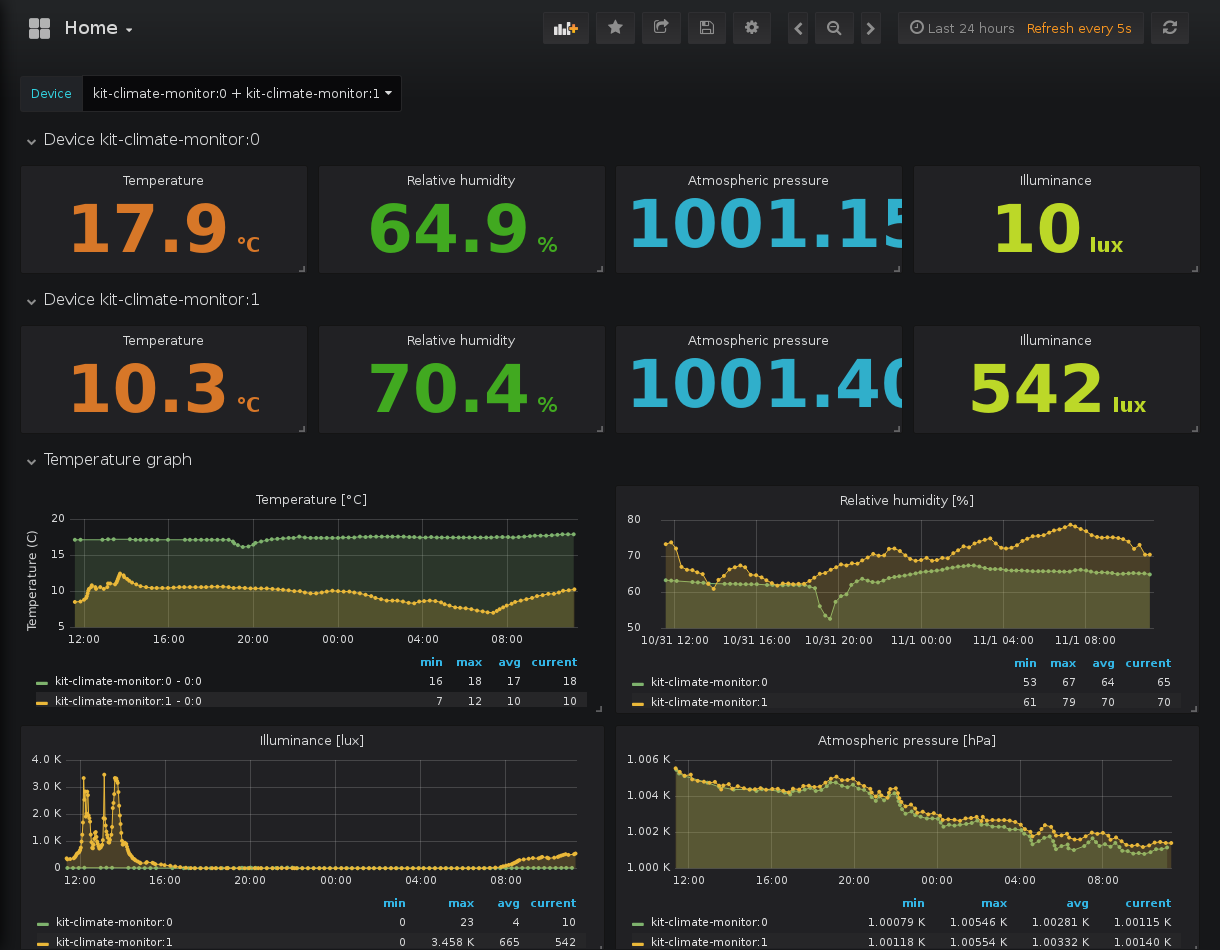 Home
Last 24 hours Refresh every 5s
Device kit-climate-monitor:0 + kit-climate-monitor:1
Device kit-climate-monitor:0
Temperature Relative humidity Atmospheric pressure Illuminance
17.9 °C 64.9 % 1001.15 10 lux
Device kit-climate-monitor:1
Temperature Relative humidity Atmospheric pressure Illuminance
10.3 °C 70.4 % 1001.40 542 lux
Temperature graph
Temperature [°C]
Temperature (C)
20
15
10
5
12:00 16:00 20:00 00:00 04:00 08:00
min max avg current
kit-climate-monitor:0 - 0:0 16 18 17 18
kit-climate-monitor:1 - 0:0 7 12 10 10
Relative humidity [%]
80
70
60
50
10/31 12:00 10/31 16:00 10/31 20:00 11/1 00:00 11/1 04:00 11/1 08:00
min max avg current
kit-climate-monitor:0 53 67 64 65
kit-climate-monitor:1 61 79 70 70
Illuminance [lux]
4.0 K
3.0 K
2.0 K
1.0 K
0
12:00 16:00 20:00 00:00 04:00 08:00
min max avg current
kit-climate-monitor:0 0 23 4 10
kit-climate-monitor:1 0 3.458 K 665 542
Atmospheric pressure [hPa]
1.006 K
1.004 K
1.002 K
1.000 K
12:00 16:00 20:00 00:00 04:00 08:00
min max avg current
kit-climate-monitor:0 1.00079 K 1.00546 K 1.00281 K 1.00115 K
kit-climate-monitor:1 1.00118 K 1.00554 K 1.00332 K 1.00140 K